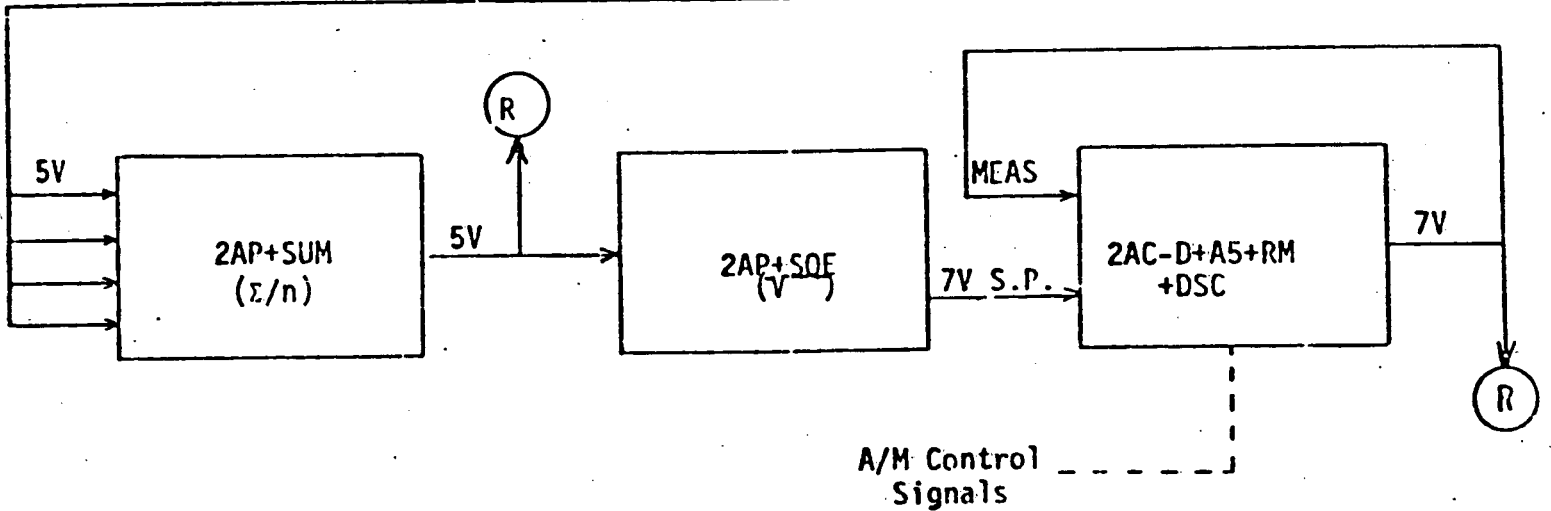 R
5V
MEAS
7V
5V
2AP+SUM
(Σ/n)
2AP+SQE
(√‾)
2AC-D+A5+RM
+DSC
7V S.P.
R
A/M Control
Signals